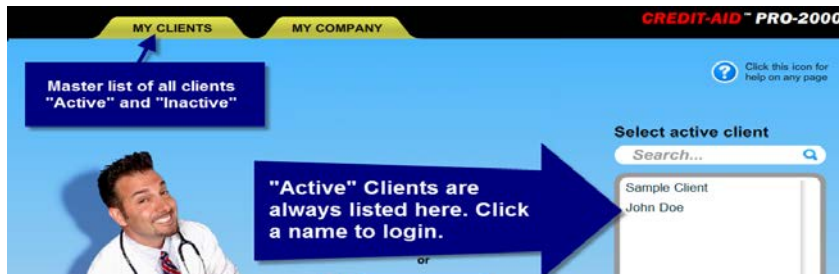 MY CLIENTS
MY COMPANY
CREDIT-AID™ PRO-2000
Master list of all clients
"Active" and "Inactive"
?
Click this icon for
help on any page
Select active client
Search...
"Active" Clients are
always listed here. Click
a name to login.
Sample Client
John Doe
or